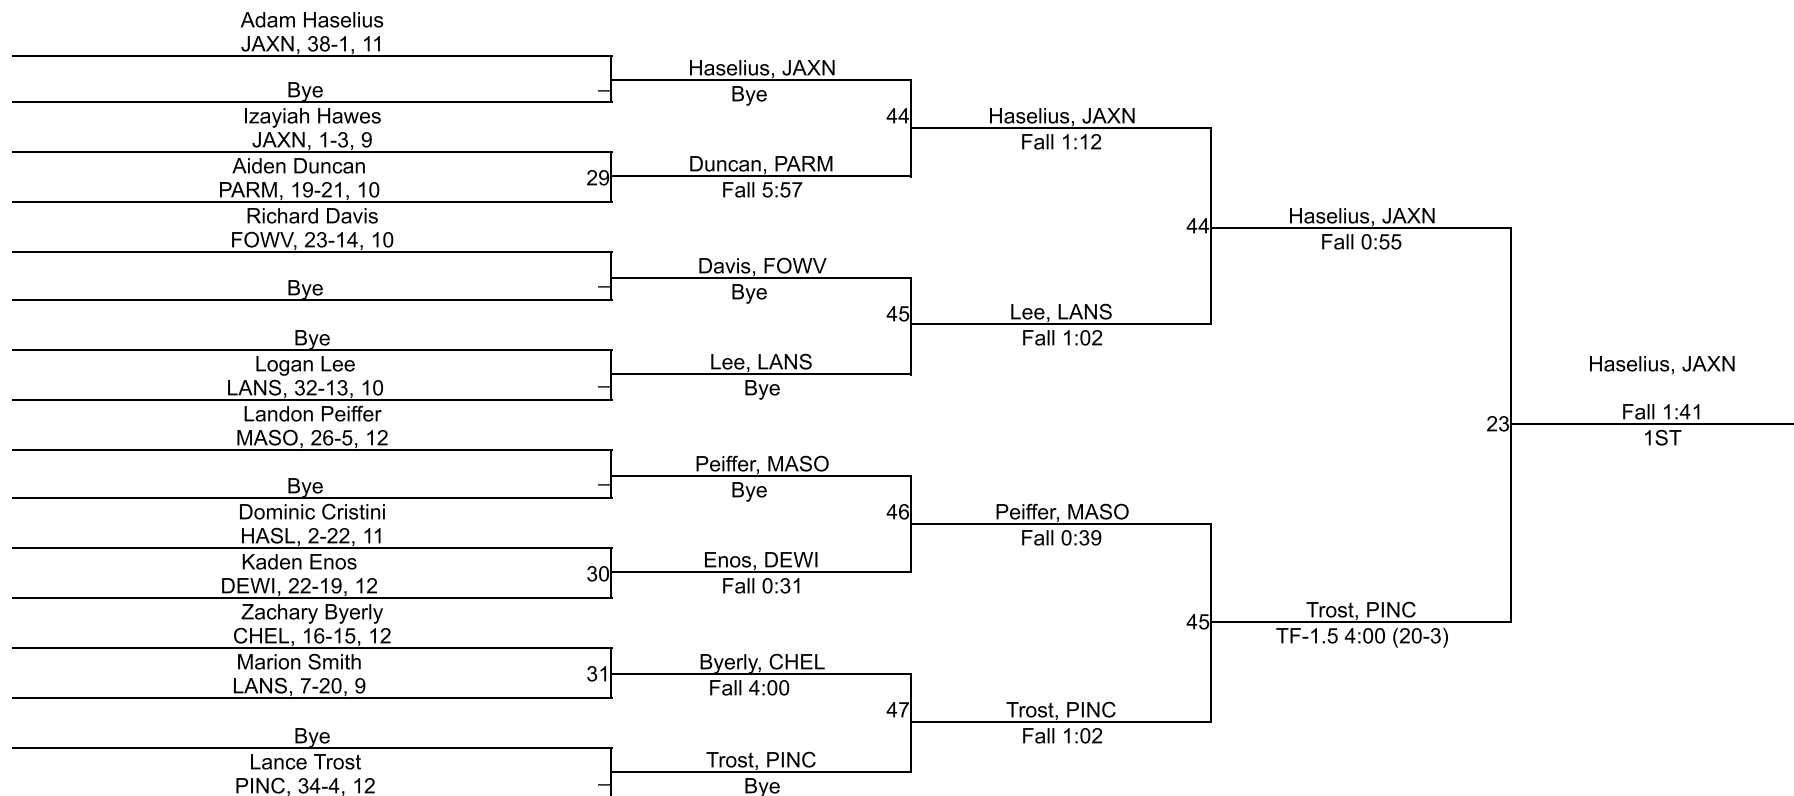 Adam Haselius
JAXN, 38-1, 11
Bye
Izayiah Hawes
JAXN, 1-3, 9
Aiden Duncan
PARM, 19-21, 10
29
Richard Davis
FOWV, 23-14, 10
Bye
Bye
Logan Lee
LANS, 32-13, 10
Landon Peiffer
MASO, 26-5, 12
Bye
Dominic Cristini
HASL, 2-22, 11
Kaden Enos
DEWI, 22-19, 12
30
Zachary Byerly
CHEL, 16-15, 12
Marion Smith
LANS, 7-20, 9
31
Bye
Lance Trost
PINC, 34-4, 12
Haselius, JAXN
Bye
44
Duncan, PARM
Fall 5:57
Davis, FOWV
Bye
45
Lee, LANS
Bye
Peiffer, MASO
Bye
46
Enos, DEWI
Fall 0:31
Byerly, CHEL
Fall 4:00
47
Trost, PINC
Bye
Haselius, JAXN
Fall 1:12
44
Lee, LANS
Fall 1:02
Peiffer, MASO
Fall 0:39
45
Trost, PINC
Fall 1:02
Haselius, JAXN
Fall 0:55
23
Trost, PINC
TF-1.5 4:00 (20-3)
Haselius, JAXN
Fall 1:41
1ST